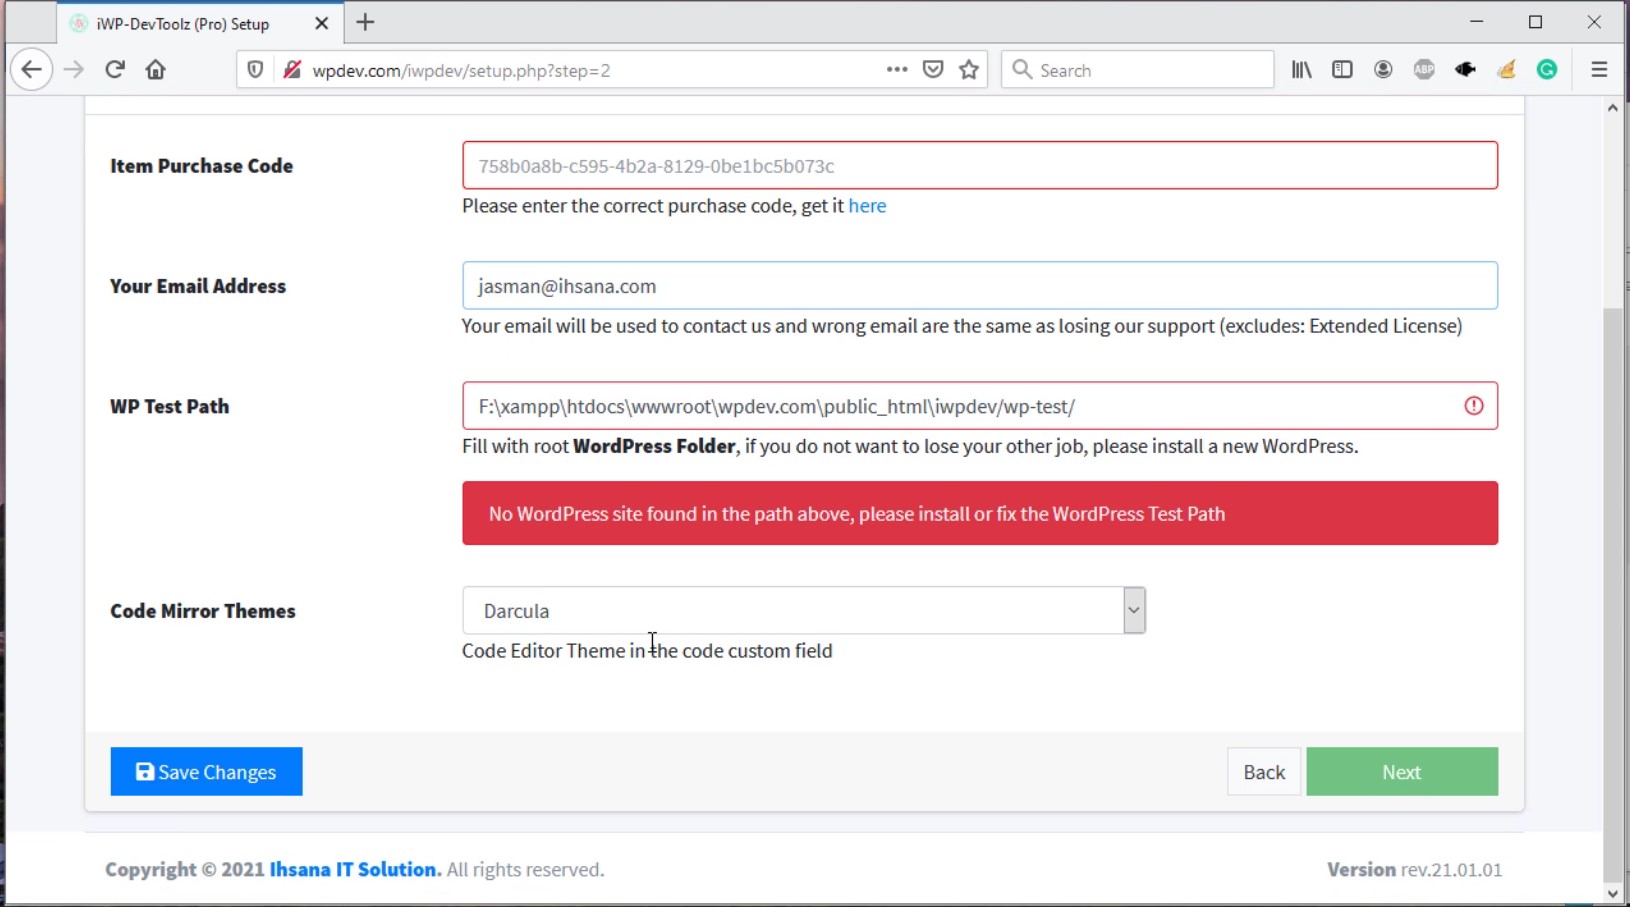 iWP-DevToolz (Pro) Setup
wpdev.com/iwpdev/setup.php?step=2
Search
ABP
Item Purchase Code
758b0a8b-c595-4b2a-8129-0be1bc5b073c
Please enter the correct purchase code, get it here
Your Email Address
jasman@ihsana.com
Your email will be used to contact us and wrong email are the same as losing our support (excludes: Extended License)
WP Test Path
F:\xampp\htdocs\wwwroot\wpdev.com\public_html\iwpdev/wp-test/
Fill with root WordPress Folder, if you do not want to lose your other job, please install a new WordPress.
No WordPress site found in the path above, please install or fix the WordPress Test Path
Code Mirror Themes
Darcula
Code Editor Theme in the code custom field
Save Changes
Back
Next
Copyright © 2021 Ihsana IT Solution. All rights reserved.
Version rev.21.01.01